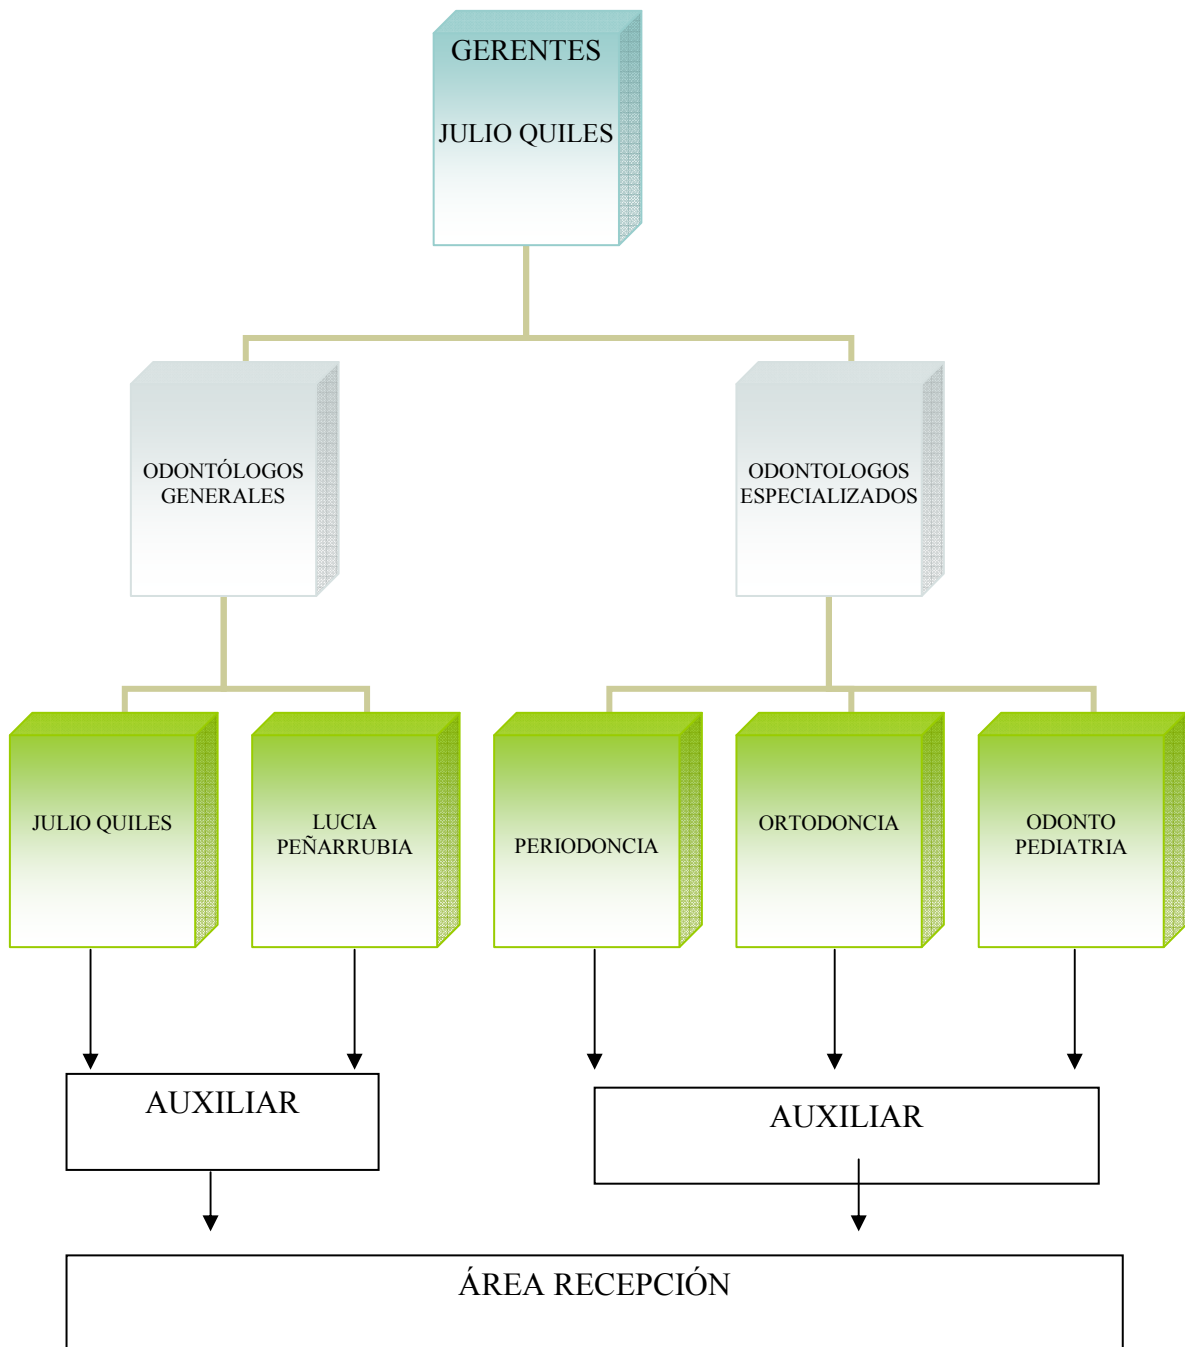 GERENTES
JULIO QUILES
ODONTÓLOGOS
GENERALES
ODONTOLOGOS
ESPECIALIZADOS
JULIO QUILES
LUCIA
PEÑARRUBIA
PERIODONCIA
ORTODONCIA
ODONTO
PEDIATRIA
AUXILIAR
AUXILIAR
ÁREA RECEPCIÓN